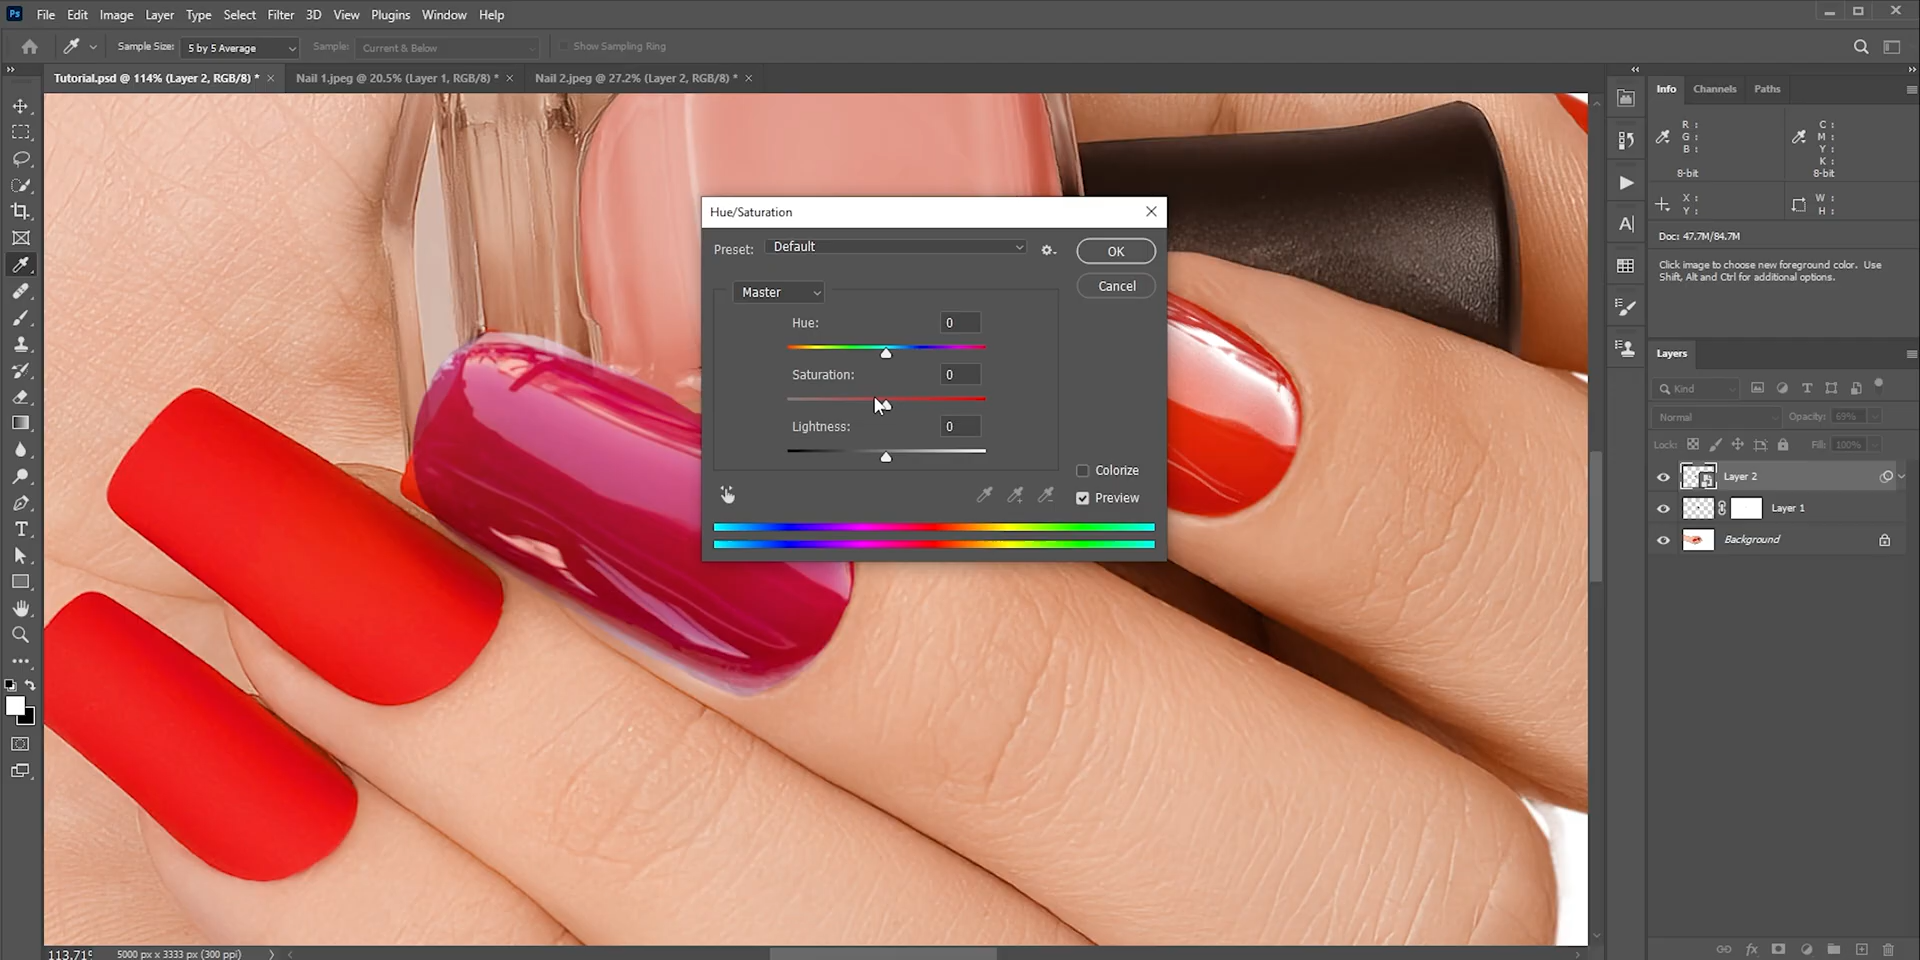 Ps File Edit Image Layer Type Select Filter 3D View Plugins Window Help
Sample Size: 5 by 5 Average Sample: Current & Below Show Sampling Ring
Tutorial.psd @ 114% (Layer 2, RGB/8) * Nail 1.jpeg @ 20.5% (Layer 1, RGB/8) * Nail 2.jpeg @ 27.2% (Layer 2, RGB/8) *
Info Channels Paths
R : C :
G : M :
B : Y :
K :
8-bit 8-bit
X : W :
Y : H :
Doc: 47.7M/84.7M
Click image to choose new foreground color. Use
Shift, Alt and Ctrl for additional options.
Hue/Saturation
Preset: Default OK
Cancel
Master
Hue: 0
Saturation: 0
Lightness: 0
Colorize
Preview
Layers
Kind
Normal Opacity: 69%
Lock: Fill: 100%
Layer 2
Layer 1
Background
113.71% 5000 px x 3333 px (300 ppi)